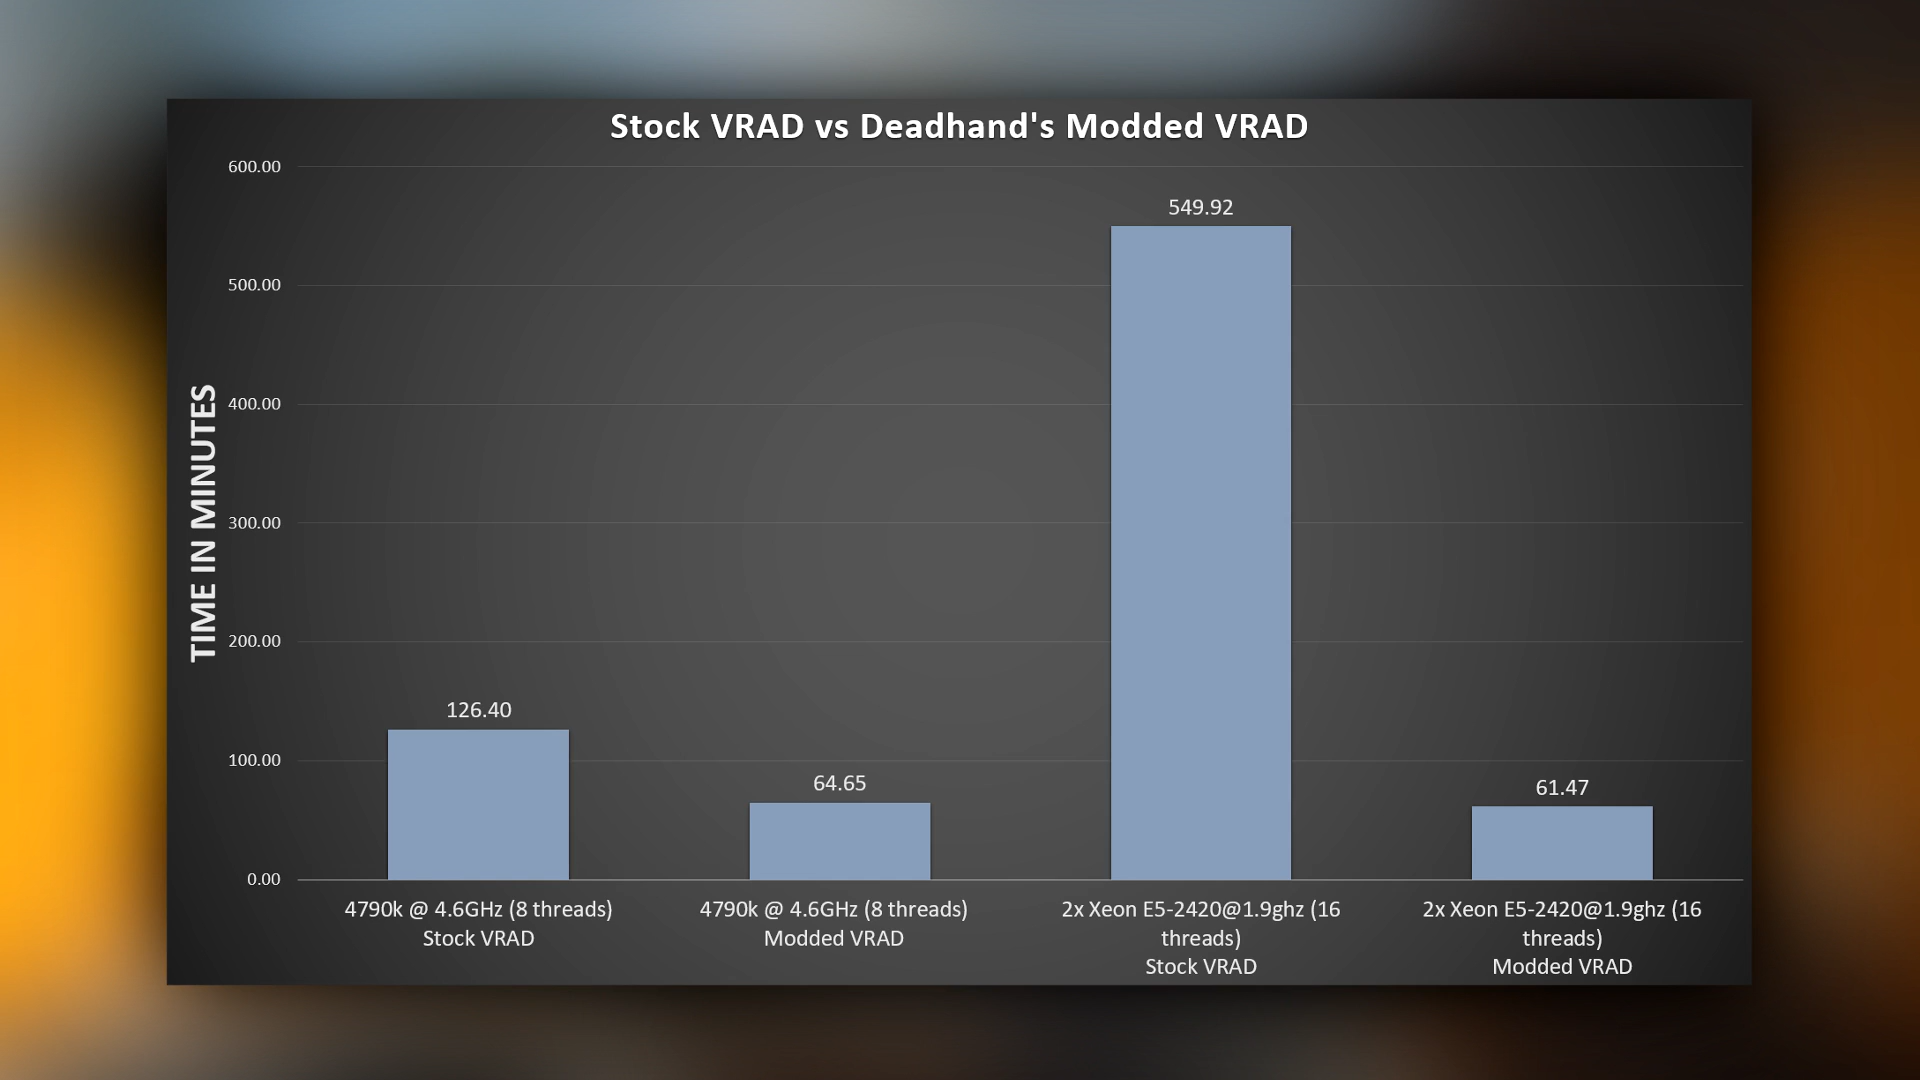 Stock VRAD vs Deadhand's Modded VRAD
TIME IN MINUTES
600.00
500.00
400.00
300.00
200.00
100.00
0.00
126.40
64.65
549.92
61.47
4790k @ 4.6GHz (8 threads)
Stock VRAD
4790k @ 4.6GHz (8 threads)
Modded VRAD
2x Xeon E5-2420@1.9ghz (16
threads)
Stock VRAD
2x Xeon E5-2420@1.9ghz (16
threads)
Modded VRAD